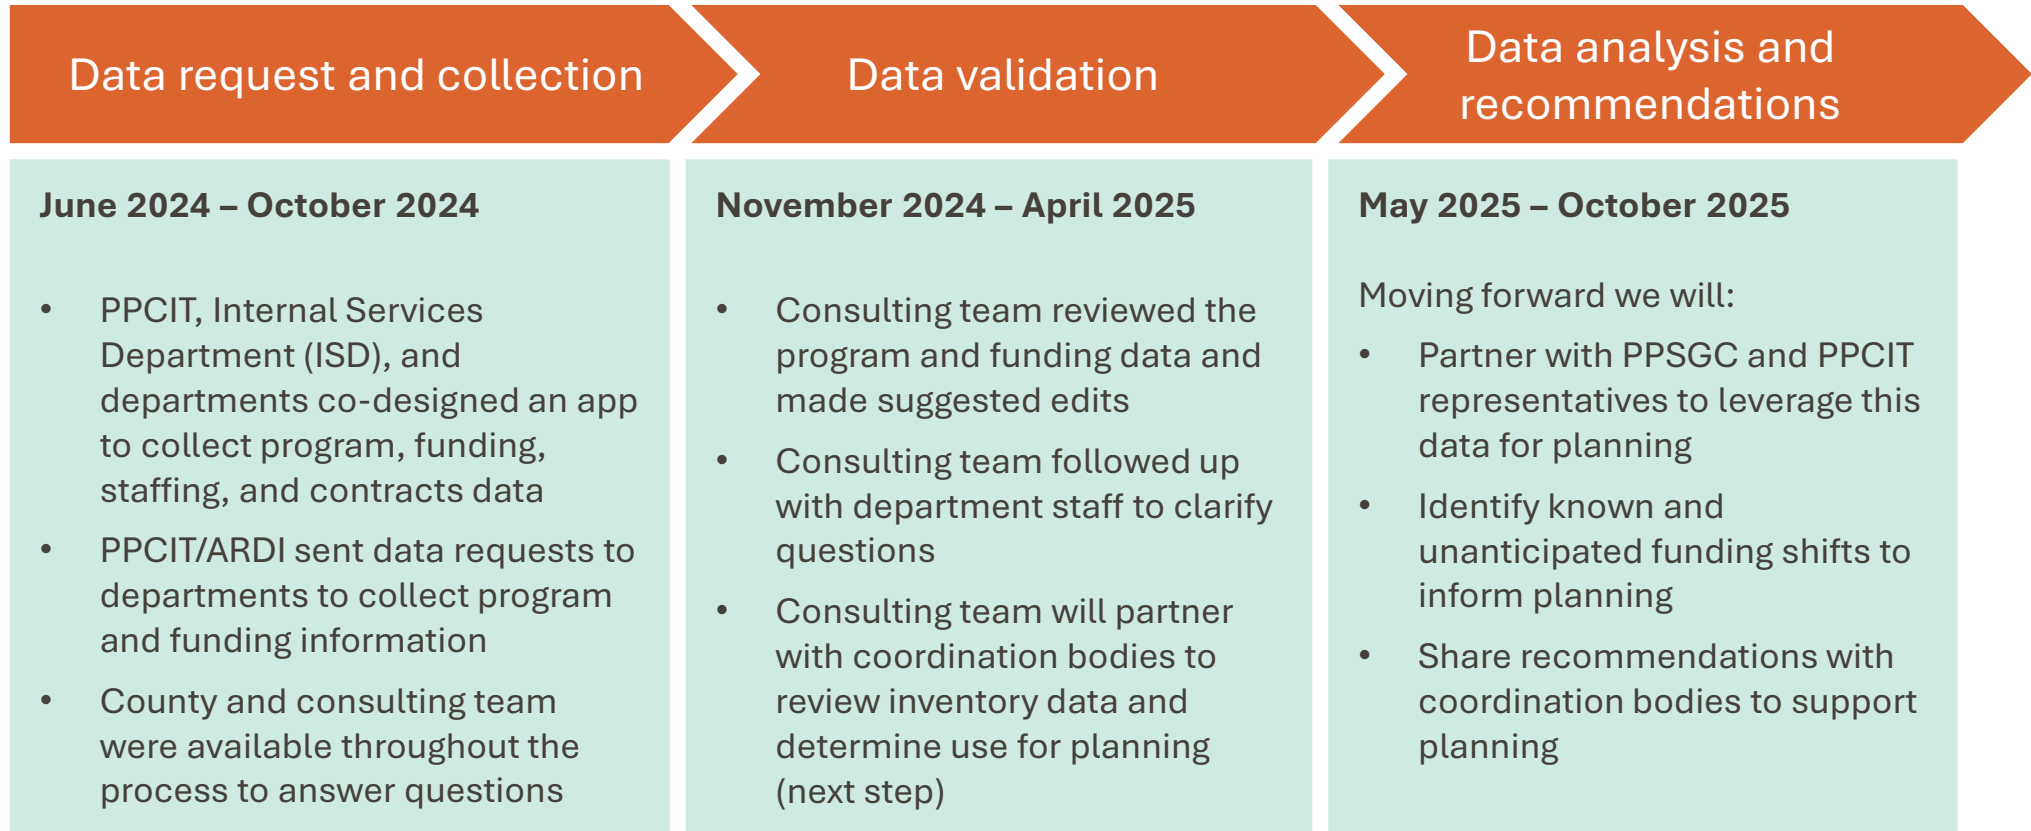 Data request and collection
Data validation
Data analysis and
recommendations
June 2024 – October 2024
• PPCIT, Internal Services
Department (ISD), and
departments co-designed an app
to collect program, funding,
staffing, and contracts data
• PPCIT/ARDI sent data requests to
departments to collect program
and funding information
• County and consulting team
were available throughout the
process to answer questions
November 2024 – April 2025
• Consulting team reviewed the
program and funding data and
made suggested edits
• Consulting team followed up
with department staff to clarify
questions
• Consulting team will partner
with coordination bodies to
review inventory data and
determine use for planning
(next step)
May 2025 – October 2025
Moving forward we will:
• Partner with PPSGC and PPCIT
representatives to leverage this
data for planning
• Identify known and
unanticipated funding shifts to
inform planning
• Share recommendations with
coordination bodies to support
planning